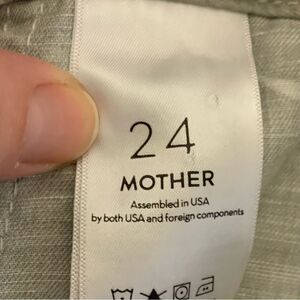 24
MOTHER
Assembled in USA
by both USA and foreign components